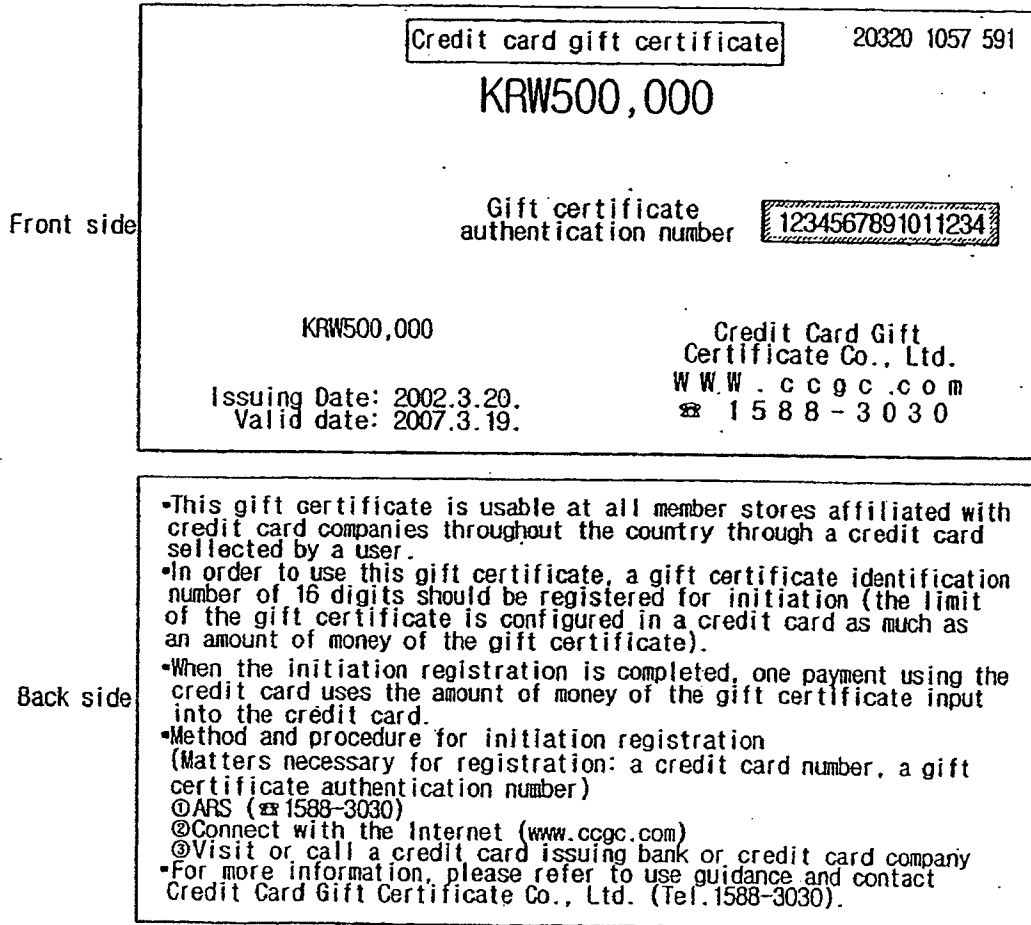 Credit card gift certificate 20320 1057 591
KRW500,000
Front side
Gift certificate
authentication number 1234567891011234
KRW500,000
Credit Card Gift
Certificate Co., Ltd.
WWW.ccgc.com
☎ 1588-3030
Issuing Date: 2002.3.20.
Valid date: 2007.3.19.
Back side
•This gift certificate is usable at all member stores affiliated with
credit card companies throughout the country through a credit card
sellected by a user.
•In order to use this gift certificate, a gift certificate identification
number of 16 digits should be registered for initiation (the limit
of the gift certificate is configured in a credit card as much as
an amount of money of the gift certificate).
•When the initiation registration is completed, one payment using the
credit card uses the amount of money of the gift certificate input
into the credit card.
•Method and procedure for initiation registration
(Matters necessary for registration: a credit card number, a gift
certificate authentication number)
①ARS (☎1588-3030)
②Connect with the Internet (www.ccgc.com)
③Visit or call a credit card issuing bank or credit card company
•For more information, please refer to use guidance and contact
Credit Card Gift Certificate Co., Ltd. (Tel.1588-3030).